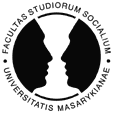 FACULTAS STUDIORUM SOCIALIUM
UNIVERSITATIS MASARYKIANAE